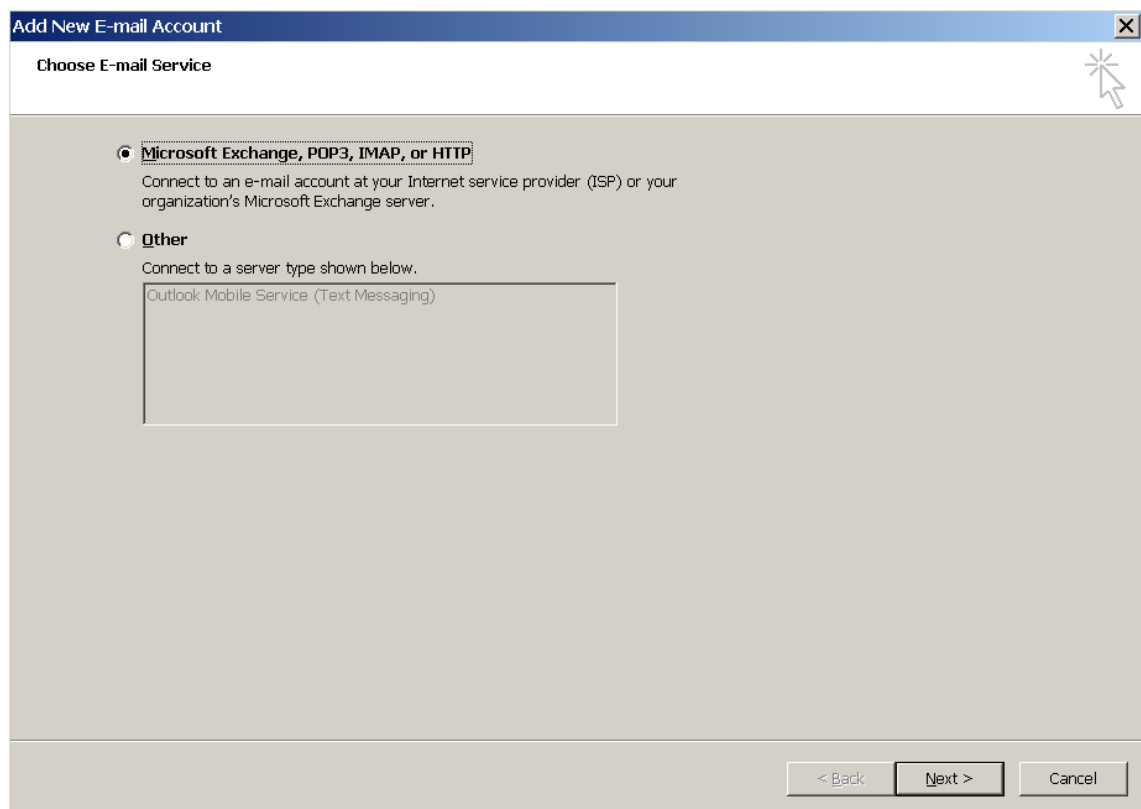 Add New E-mail Account
Choose E-mail Service
Microsoft Exchange, POP3, IMAP, or HTTP
Connect to an e-mail account at your Internet service provider (ISP) or your
organization's Microsoft Exchange server.
Other
Connect to a server type shown below.
Outlook Mobile Service (Text Messaging)
< Back Next > Cancel